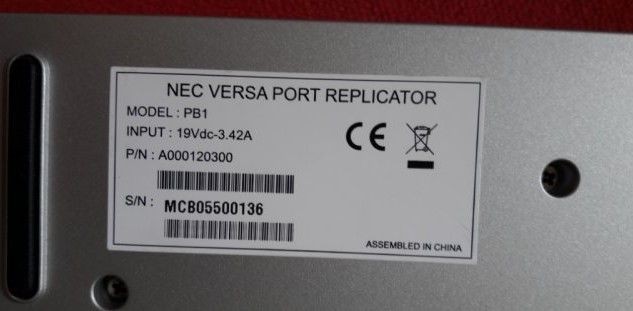 NEC VERSA PORT REPLICATOR
MODEL : PB1
INPUT : 19Vdc-3.42A
P/N : A000120300
S/N : MCB05500136
CE
ASSEMBLED IN CHINA